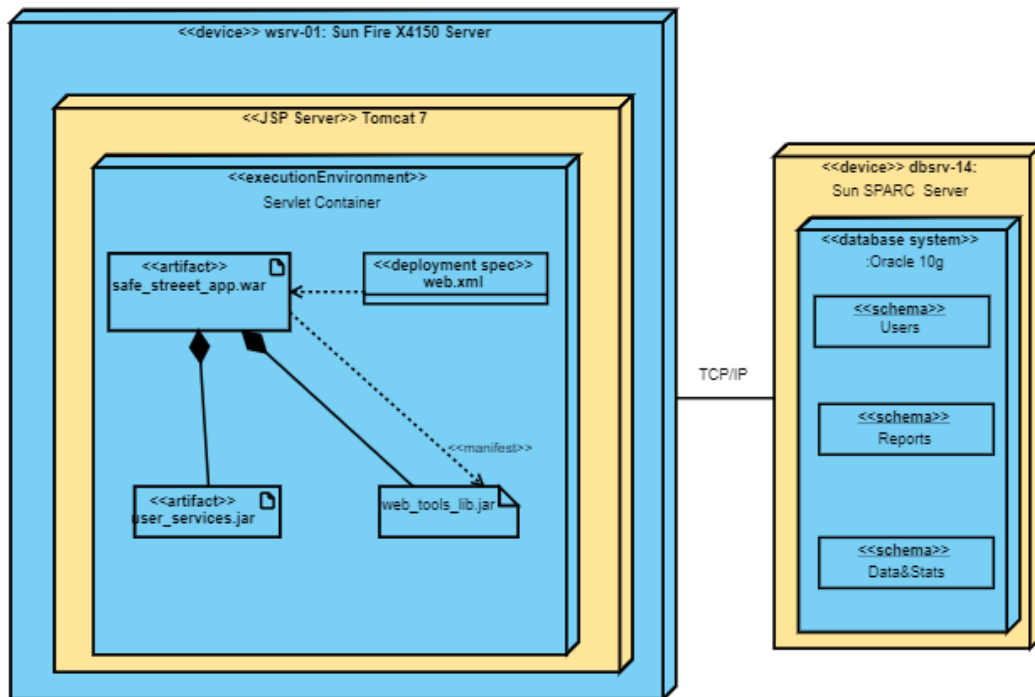 <<device>> wsrv-01: Sun Fire X4150 Server
<<JSP Server>> Tomcat 7
<<executionEnvironment>>
Servlet Container
<<artifact>>
safe_streeet_app.war
<<deployment spec>>
web.xml
<<manifest>>
<<artifact>>
user_services.jar
web_tools_lib.jar
TCP/IP
<<device>> dbsrv-14:
Sun SPARC Server
<<database system>>
:Oracle 10g
<<schema>>
Users
<<schema>>
Reports
<<schema>>
Data&Stats